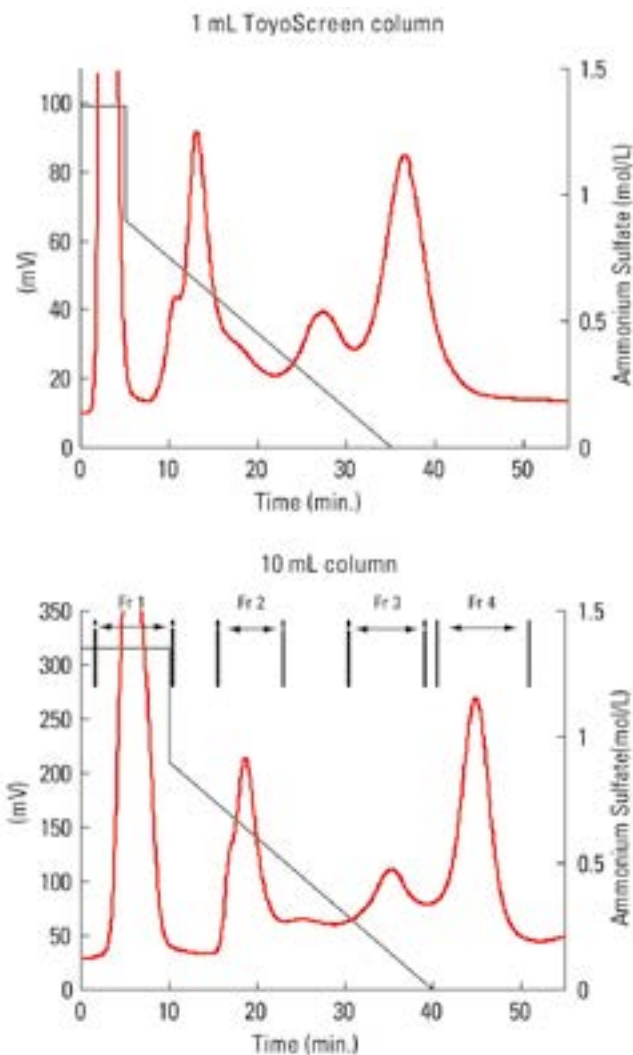 1 mL ToyoScreen column
100
80
60
40
20
0
(mV)
1.5
1
0.5
0
Ammonium Sulfate (mol/L)
0 10 20 30 40 50
Time (min.)
10 mL column
Fr 1 Fr 2 Fr 3 Fr 4
350
300
250
200
150
100
50
0
(mV)
1.5
1
0.5
0
Ammonium Sulfate(mol/L)
0 10 20 30 40 50
Time (min.)